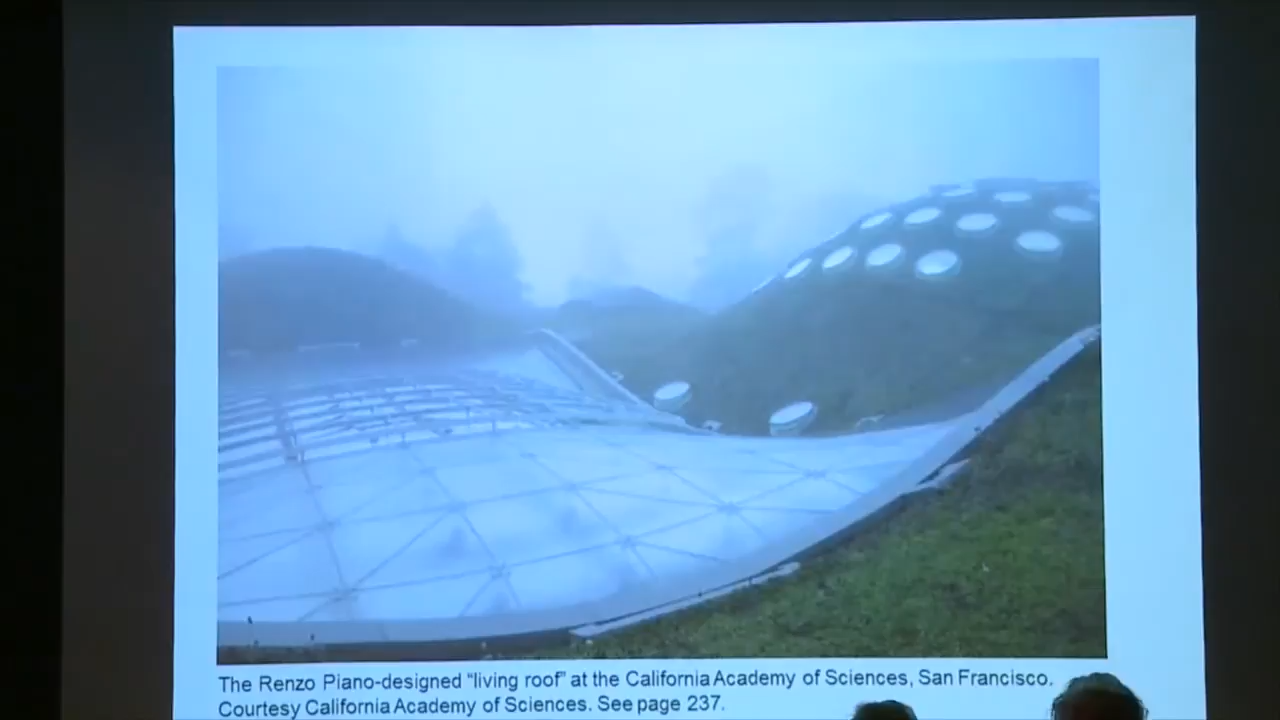 The Renzo Piano-designed “living roof” at the California Academy of Sciences, San Francisco.
Courtesy California Academy of Sciences. See page 237.